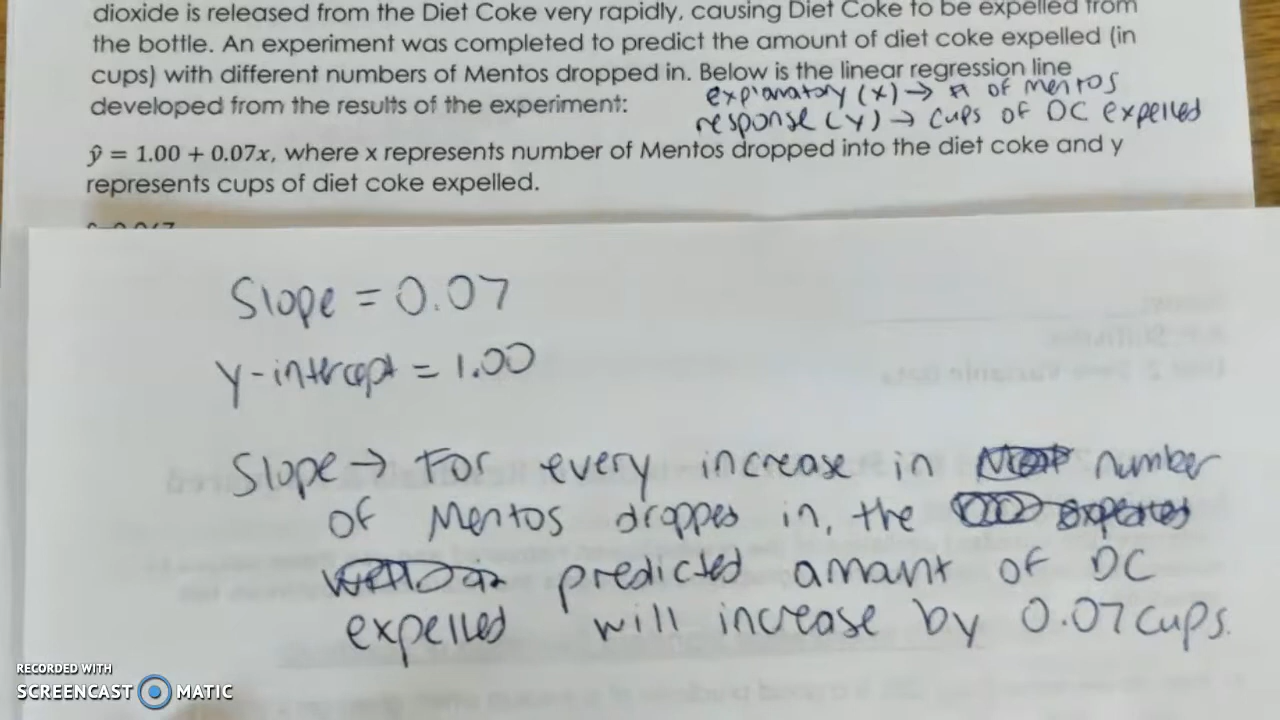 dioxide is released from the Diet Coke very rapidly, causing Diet Coke to be expelled from
the bottle. An experiment was completed to predict the amount of diet coke expelled (in
cups) with different numbers of Mentos dropped in. Below is the linear regression line
developed from the results of the experiment:
explanatory (x) → # of mentos
response (y) → cups of DC expelled
ŷ = 1.00 + 0.07x, where x represents number of Mentos dropped into the diet coke and y
represents cups of diet coke expelled.
Slope = 0.07
y-intercept = 1.00
Slope → For every increase in number
of Mentos dropped in, the
predicted amount of DC
expelled will increase by 0.07 cups.
RECORDED WITH
SCREENCAST MATIC